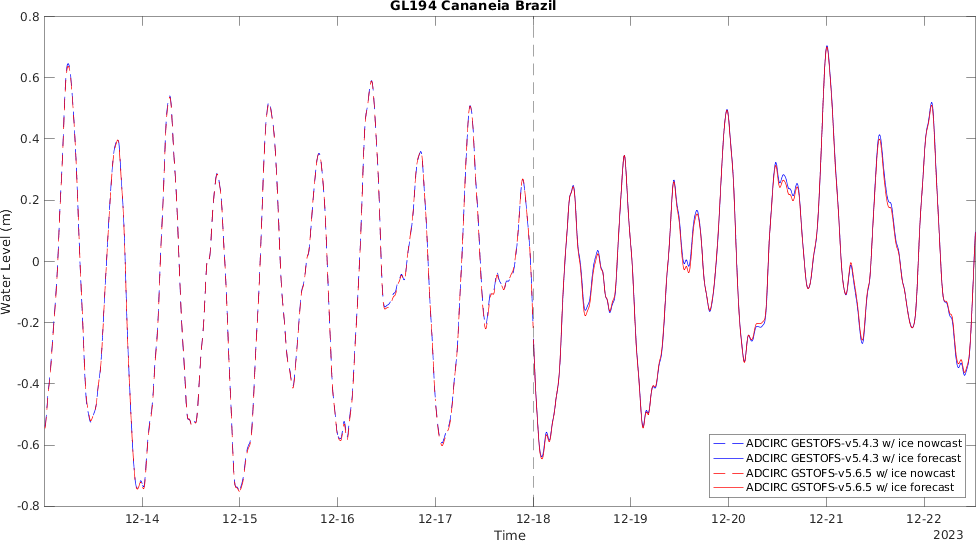 GL194 Cananeia Brazil
Water Level (m)
0.8
0.6
0.4
0.2
0
-0.2
-0.4
-0.6
-0.8
12-14 12-15 12-16 12-17 12-18 12-19 12-20 12-21 12-22
Time
2023
ADCIRC GESTOFS-v5.4.3 w/ ice nowcast
ADCIRC GESTOFS-v5.4.3 w/ ice forecast
ADCIRC GSTOFS-v5.6.5 w/ ice nowcast
ADCIRC GSTOFS-v5.6.5 w/ ice forecast